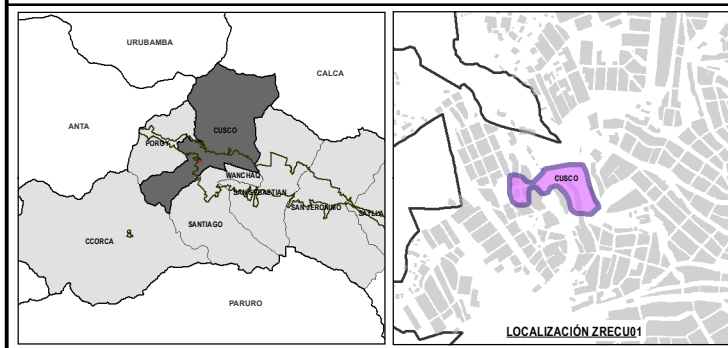 URUBAMBA
CALCA
ANTA
CUSCO
POROY
WANCHAQ
SAN SEBASTIAN
SAN JERONIMO
SAYLLA
SANTIAGO
CCORCA
PARURO
CUSCO
LOCALIZACIÓN ZRECU01